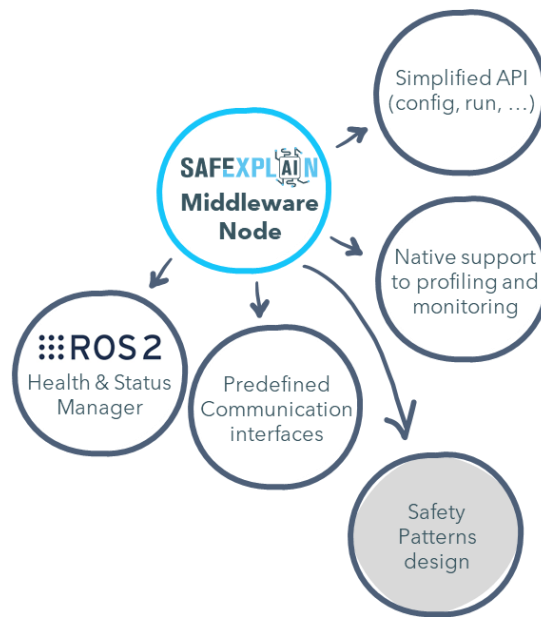 Simplified API
(config, run, ...)
SAFEXPLAIN
Middleware
Node
Native support
to profiling and
monitoring
ROS 2
Health & Status
Manager
Predefined
Communication
interfaces
Safety
Patterns
design